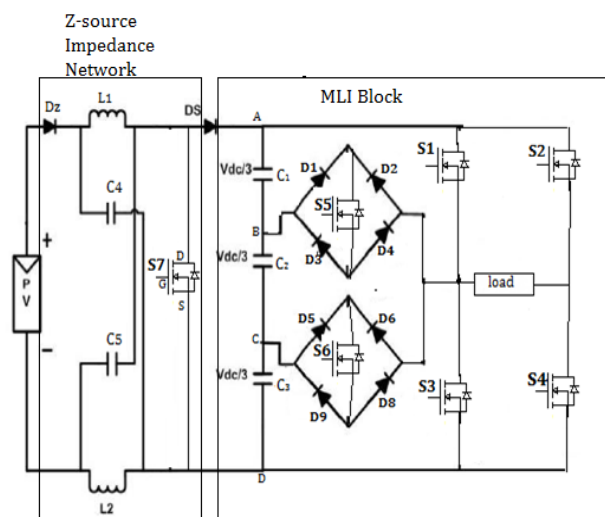 Z-source
Impedance
Network
MLI Block
Dz
L1
DS
A
S1
S2
Vdc/3
C1
D1
D2
C4
S5
B
D3
D4
+
S7
D
G
S
Vdc/3
C2
P
V
load
C
D5
D6
C5
S6
Vdc/3
C3
S3
S4
D9
D8
D
L2